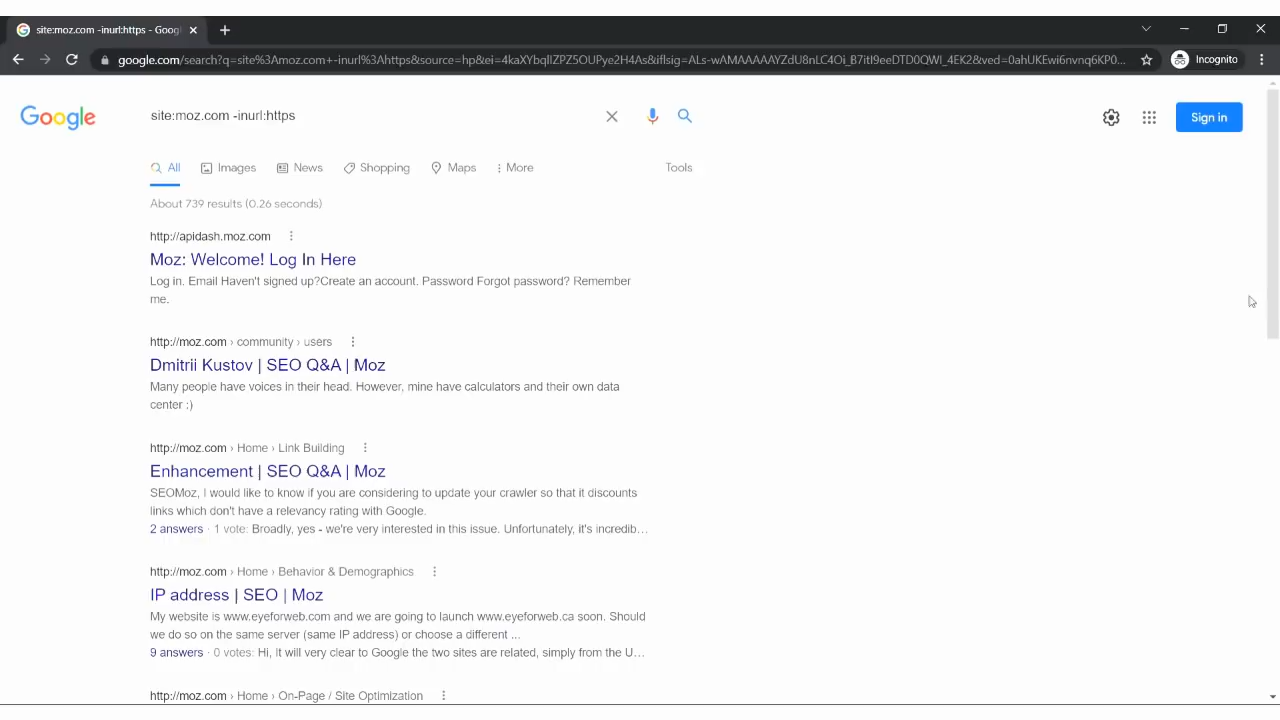 site:moz.com -inurl:https - Goog
google.com/search?q=site%3Amoz.com+-inurl%3Ahttps&source=hp&ei=4kaXYbqIIZPZ5OUPye2H4As&iflsig=ALs-wAMAAAAAYZdU8nLC4Oi_B7itI9eeDTD0QWI_4EK2&ved=0ahUKEwi6nvnq6KP0...
Incognito
Google
site:moz.com -inurl:https
Sign in
All Images News Shopping Maps More Tools
About 739 results (0.26 seconds)
http://apidash.moz.com
Moz: Welcome! Log In Here
Log in. Email Haven't signed up?Create an account. Password Forgot password? Remember
me.
http://moz.com › community › users
Dmitrii Kustov | SEO Q&A | Moz
Many people have voices in their head. However, mine have calculators and their own data
center :)
http://moz.com › Home › Link Building
Enhancement | SEO Q&A | Moz
SEOMoz, I would like to know if you are considering to update your crawler so that it discounts
links which don't have a relevancy rating with Google.
2 answers · 1 vote: Broadly, yes - we're very interested in this issue. Unfortunately, it's incredib…
http://moz.com › Home › Behavior & Demographics
IP address | SEO | Moz
My website is www.eyeforweb.com and we are going to launch www.eyeforweb.ca soon. Should
we do so on the same server (same IP address) or choose a different ...
9 answers · 0 votes: Hi, It will very clear to Google the two sites are related, simply from the U…
http://moz.com › Home › On-Page / Site Optimization